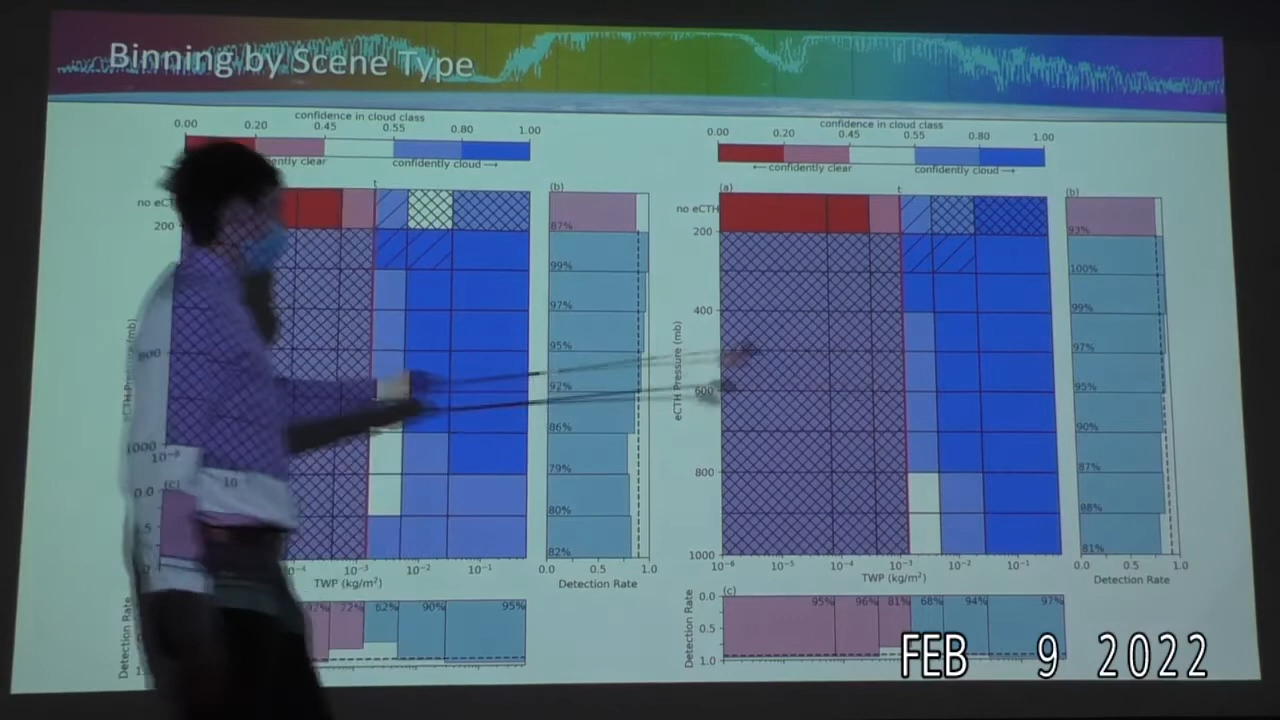 Binning by Scene Type
confidence in cloud class
0.00 0.20 0.45 0.55 0.80 1.00
confidently cloud →
t
no eCT
200
800
1000
eCTH Pressure (mb)
10⁻³ 10⁻² 10⁻¹
TWP (kg/m²)
(b)
87%
99%
97%
95%
92%
86%
79%
80%
82%
0.0 0.5 1.0
Detection Rate
(c)
0.0
Detection Rate
72% 62% 90% 95%
confidence in cloud class
0.00 0.20 0.45 0.55 0.80 1.00
← confidently clear confidently cloud →
(a) t
no eCTH
200
400
600
800
1000
eCTH Pressure (mb)
10⁻⁶ 10⁻⁵ 10⁻⁴ 10⁻³ 10⁻² 10⁻¹
TWP (kg/m²)
(b)
93%
100%
99%
97%
95%
90%
87%
88%
81%
0.0 0.5 1.0
Detection Rate
(c)
0.0
0.5
1.0
Detection Rate
95% 96% 81% 68% 94% 97%
FEB 9 2022